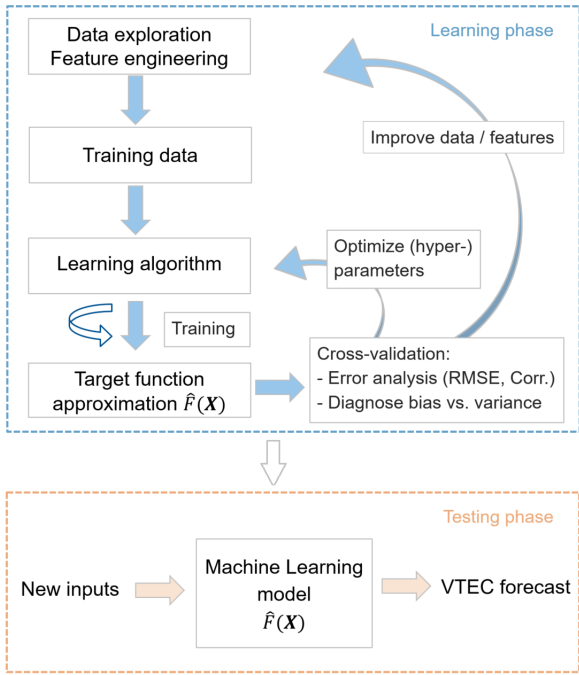 Learning phase
Data exploration
Feature engineering
Improve data / features
Training data
Optimize (hyper-)
parameters
Learning algorithm
Training
Cross-validation:
- Error analysis (RMSE, Corr.)
- Diagnose bias vs. variance
Target function
approximation F̂(X)
Testing phase
New inputs
Machine Learning
model
F̂(X)
VTEC forecast